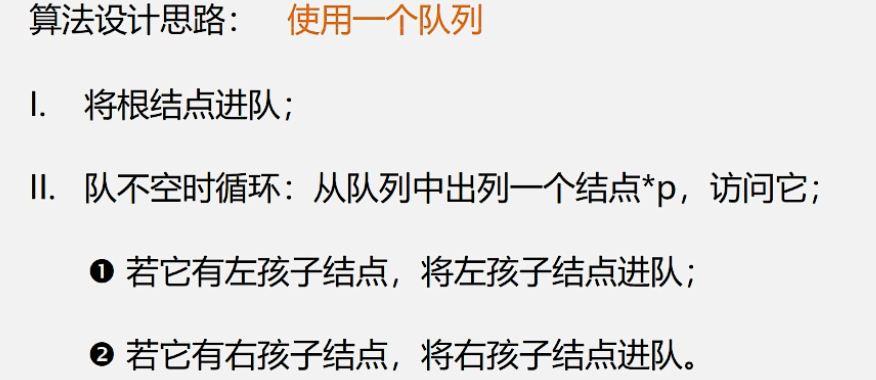 算法设计思路： 使用一个队列
I. 将根结点进队；
II. 队不空时循环：从队列中出列一个结点*p，访问它；
❶ 若它有左孩子结点，将左孩子结点进队；
❷ 若它有右孩子结点，将右孩子结点进队。